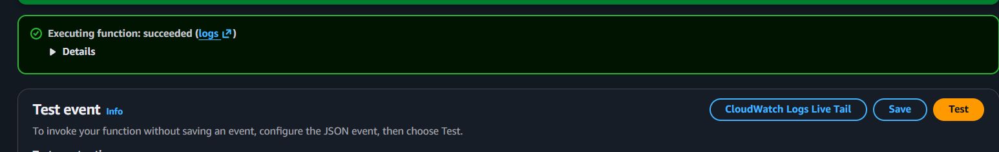 Executing function: succeeded (logs)
Details
Test event Info
CloudWatch Logs Live Tail
Save
Test
To invoke your function without saving an event, configure the JSON event, then choose Test.